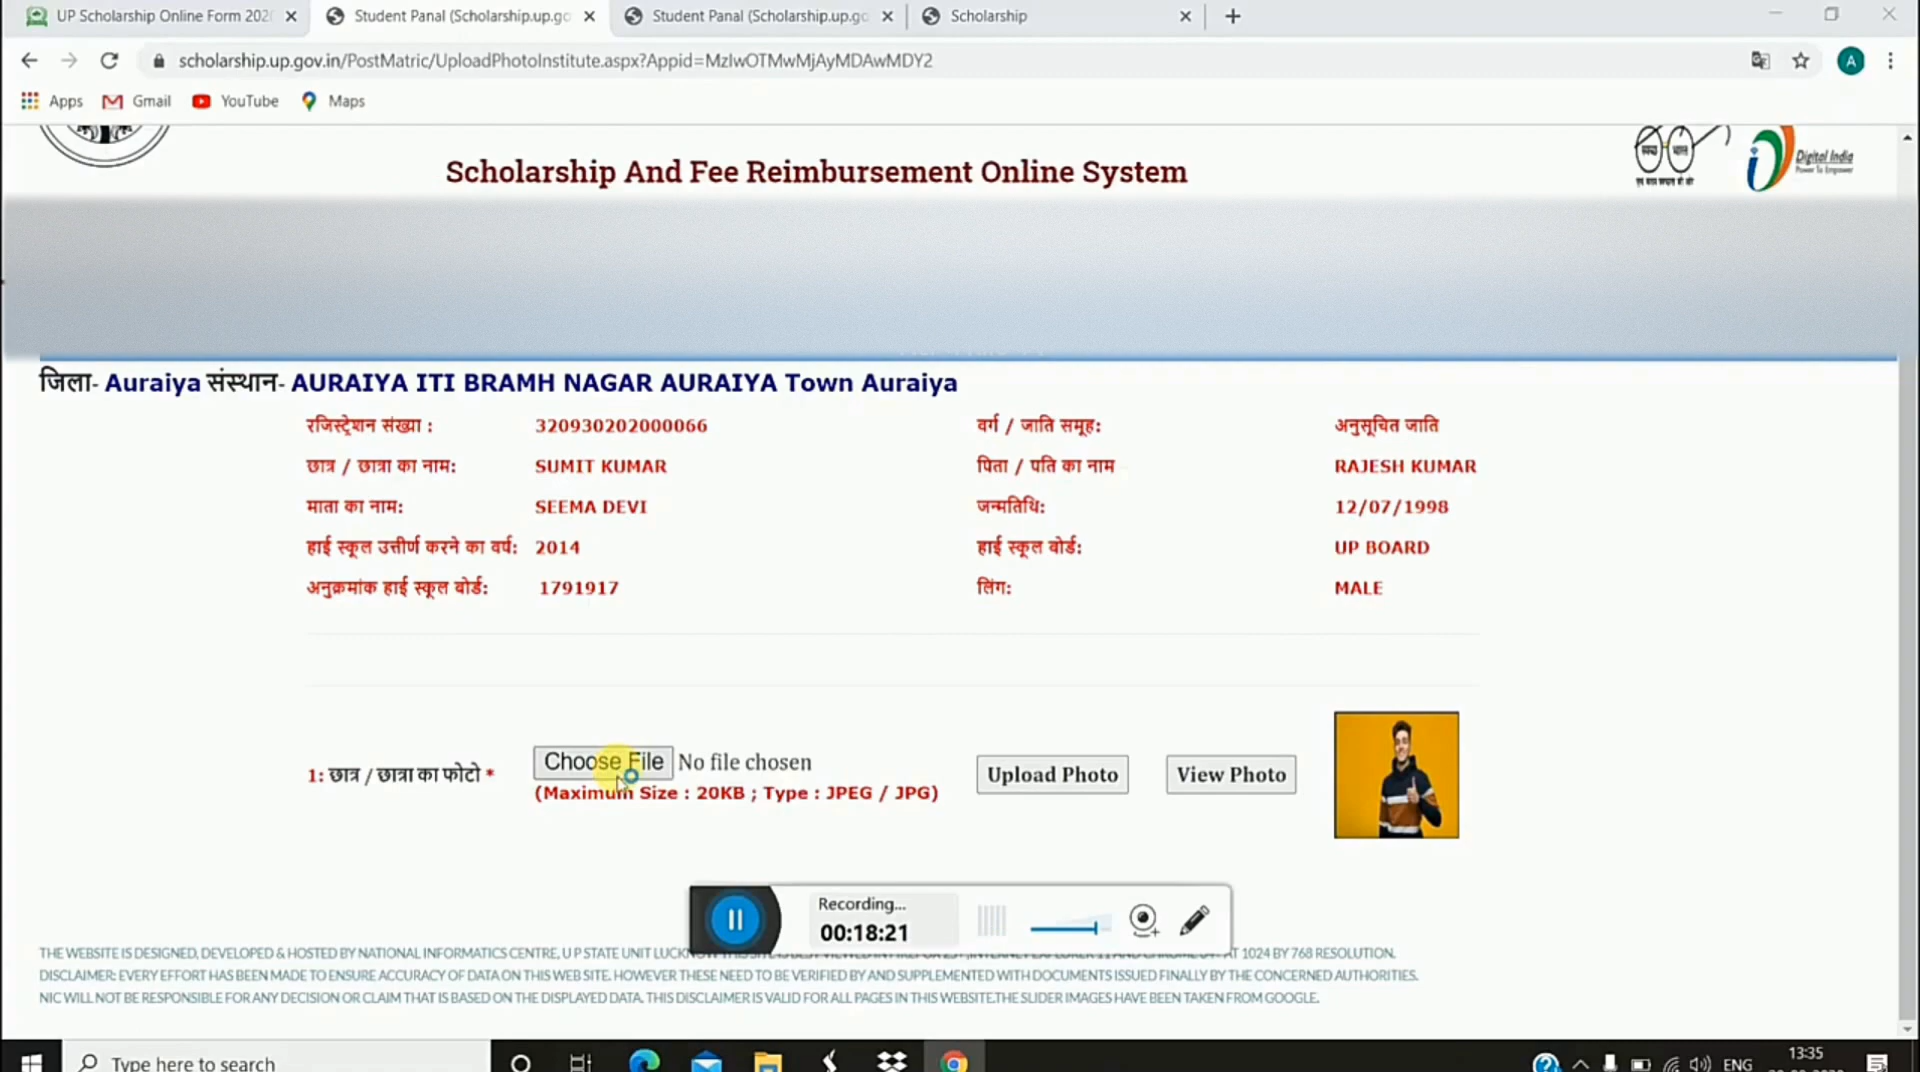 UP Scholarship Online Form 202
Student Panal (Scholarship.up.go
Student Panal (Scholarship.up.go
Scholarship
scholarship.up.gov.in/PostMatric/UploadPhotoInstitute.aspx?Appid=MzIwOTMwMjAyMDAwMDY2
A
Apps
Gmail
YouTube
Maps
Scholarship And Fee Reimbursement Online System
Digital India
Power To Empower
जिला- Auraiya संस्थान- AURAIYA ITI BRAMH NAGAR AURAIYA Town Auraiya
रजिस्ट्रेशन संख्या : 320930202000066 वर्ग / जाति समूह: अनुसूचित जाति
छात्र / छात्रा का नाम: SUMIT KUMAR पिता / पति का नाम RAJESH KUMAR
माता का नाम: SEEMA DEVI जन्मतिथि: 12/07/1998
हाई स्कूल उत्तीर्ण करने का वर्ष: 2014 हाई स्कूल बोर्ड: UP BOARD
अनुक्रमांक हाई स्कूल बोर्ड: 1791917 लिंग: MALE
1: छात्र / छात्रा का फोटो * Choose File No file chosen Upload Photo View Photo
(Maximum Size : 20KB ; Type : JPEG / JPG)
Recording...
00:18:21
THE WEBSITE IS DESIGNED, DEVELOPED & HOSTED BY NATIONAL INFORMATICS CENTRE, U P STATE UNIT AT 1024 BY 768 RESOLUTION.
DISCLAIMER: EVERY EFFORT HAS BEEN MADE TO ENSURE ACCURACY OF DATA ON THIS WEB SITE. HOWEVER THESE NEED TO BE VERIFIED BY AND SUPPLEMENTED WITH DOCUMENTS ISSUED FINALLY BY THE CONCERNED AUTHORITIES.
NIC WILL NOT BE RESPONSIBLE FOR ANY DECISION OR CLAIM THAT IS BASED ON THE DISPLAYED DATA. THIS DISCLAIMER IS VALID FOR ALL PAGES IN THIS WEBSITE.THE SLIDER IMAGES HAVE BEEN TAKEN FROM GOOGLE.
Type here to search
ENG
13:35